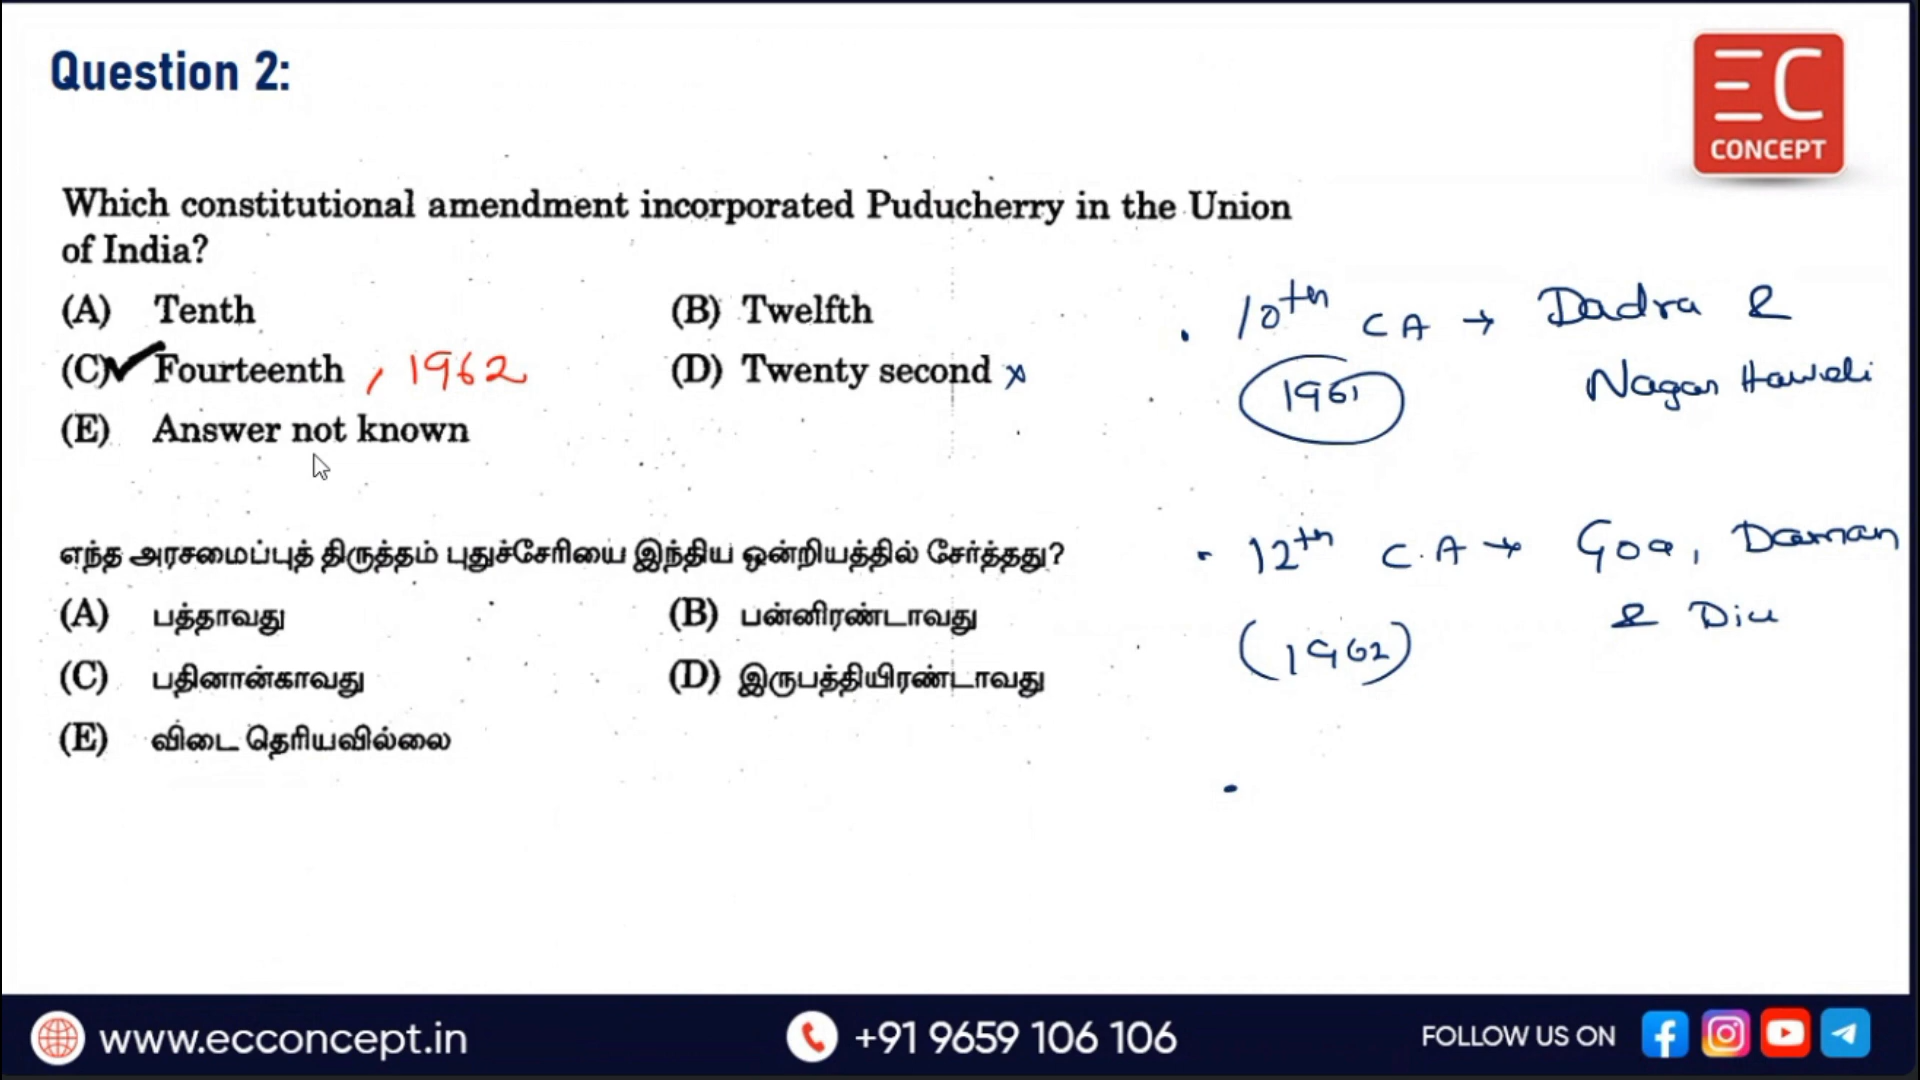 Question 2:
EC
CONCEPT
Which constitutional amendment incorporated Puducherry in the Union
of India?
(A) Tenth
(B) Twelfth
(C) Fourteenth , 1962
(D) Twenty second x
(E) Answer not known
. 10th CA → Dadra &
Nagar Haveli
1961
எந்த அரசமைப்புத் திருத்தம் புதுச்சேரியை இந்திய ஒன்றியத்தில் சேர்த்தது?
(A) பத்தாவது
(B) பன்னிரண்டாவது
(C) பதினான்காவது
(D) இருபத்தியிரண்டாவது
(E) விடை தெரியவில்லை
. 12th C.A → Goa, Daman
& Diu
(1962)
www.ecconcept.in
+91 9659 106 106
FOLLOW US ON